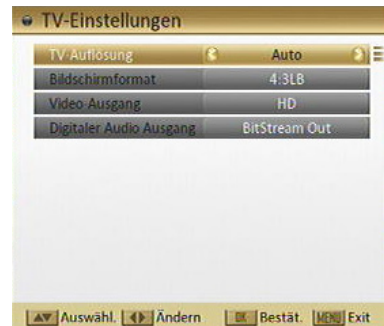 TV-Einstellungen
TV-Auflösung Auto
Bildschirmformat 4:3LB
Video-Ausgang HD
Digitaler Audio Ausgang BitStream Out
Auswähl. Ändern OK Bestät. MENU Exit